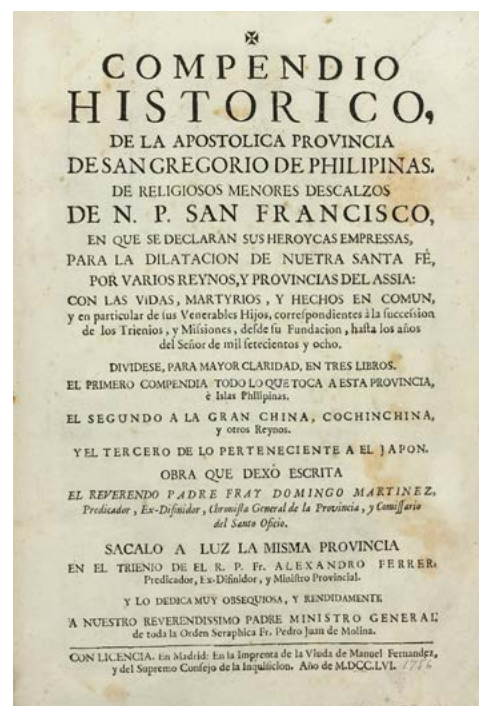 ✠
COMPENDIO
HISTORICO,
DE LA APOSTOLICA PROVINCIA
DE SAN GREGORIO DE PHILIPINAS.
DE RELIGIOSOS MENORES DESCALZOS
DE N. P. SAN FRANCISCO,
EN QUE SE DECLARAN SUS HEROYCAS EMPRESSAS,
PARA LA DILATACION DE NUETRA SANTA FÉ,
POR VARIOS REYNOS, Y PROVINCIAS DEL ASSIA:
CON LAS VIDAS, MARTYRIOS, Y HECHOS EN COMUN,
y en particular de sus Venerables Hijos, correspondientes à la succession
de los Trienios, y Missiones, desde su Fundacion, hasta los años
del Señor de mil setecientos y ocho.
DIVIDESE, PARA MAYOR CLARIDAD, EN TRES LIBROS.
EL PRIMERO COMPENDIA TODO LO QUE TOCA A ESTA PROVINCIA,
è Islas Philipinas.
EL SEGUNDO A LA GRAN CHINA, COCHINCHINA,
y otros Reynos.
Y EL TERCERO DE LO PERTENECIENTE A EL JAPON.
OBRA QUE DEXÒ ESCRITA
EL REVERENDO PADRE FRAY DOMINGO MARTINEZ,
Predicador, Ex-Difinidor, Chronista General de la Provincia, y Comissario
del Santo Oficio.
SACALO A LUZ LA MISMA PROVINCIA
EN EL TRIENIO DE EL R. P. Fr. ALEXANDRO FERRER,
Predicador, Ex-Difinidor, y Ministro Provincial.
Y LO DEDICA MUY OBSEQUIOSA, Y RENDIDAMENTE
A NUESTRO REVERENDISSIMO PADRE MINISTRO GENERAL,
de toda la Orden Seraphica Fr. Pedro Juan de Molina.
CON LICENCIA. En Madrid: En la Imprenta de la Viuda de Manuel Fernandez,
y del Supremo Consejo de la Inquisicion. Año de M.DCC.LVI. 1756